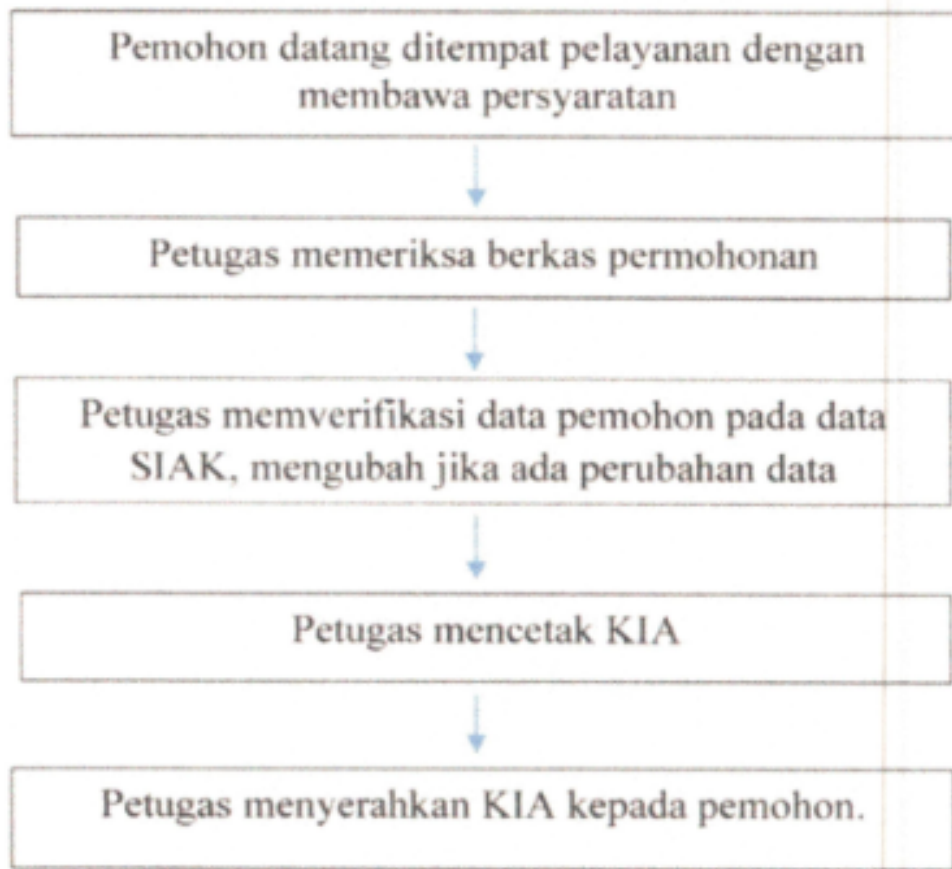 Pemohon datang ditempat pelayanan dengan
membawa persyaratan
Petugas memeriksa berkas permohonan
Petugas memverifikasi data pemohon pada data
SIAK, mengubah jika ada perubahan data
Petugas mencetak KIA
Petugas menyerahkan KIA kepada pemohon.